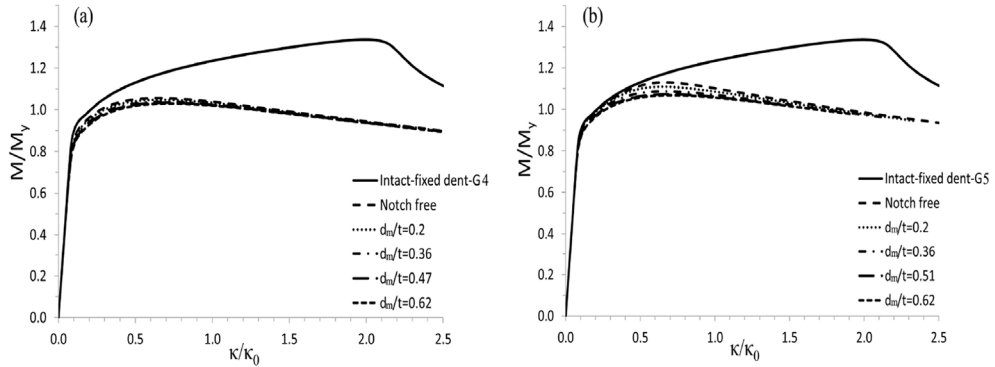 (a)
1.4
1.2
1.0
0.8
0.6
0.4
0.2
0.0
M/My
0.0 0.5 1.0 1.5 2.0 2.5
κ/κ0
Intact-fixed dent-G4
Notch free
dm/t=0.2
dm/t=0.36
dm/t=0.47
dm/t=0.62
(b)
1.4
1.2
1.0
0.8
0.6
0.4
0.2
0.0
M/My
0.0 0.5 1.0 1.5 2.0 2.5
κ/κ0
Intact-fixed dent-G5
Notch free
dm/t=0.2
dm/t=0.36
dm/t=0.51
dm/t=0.62